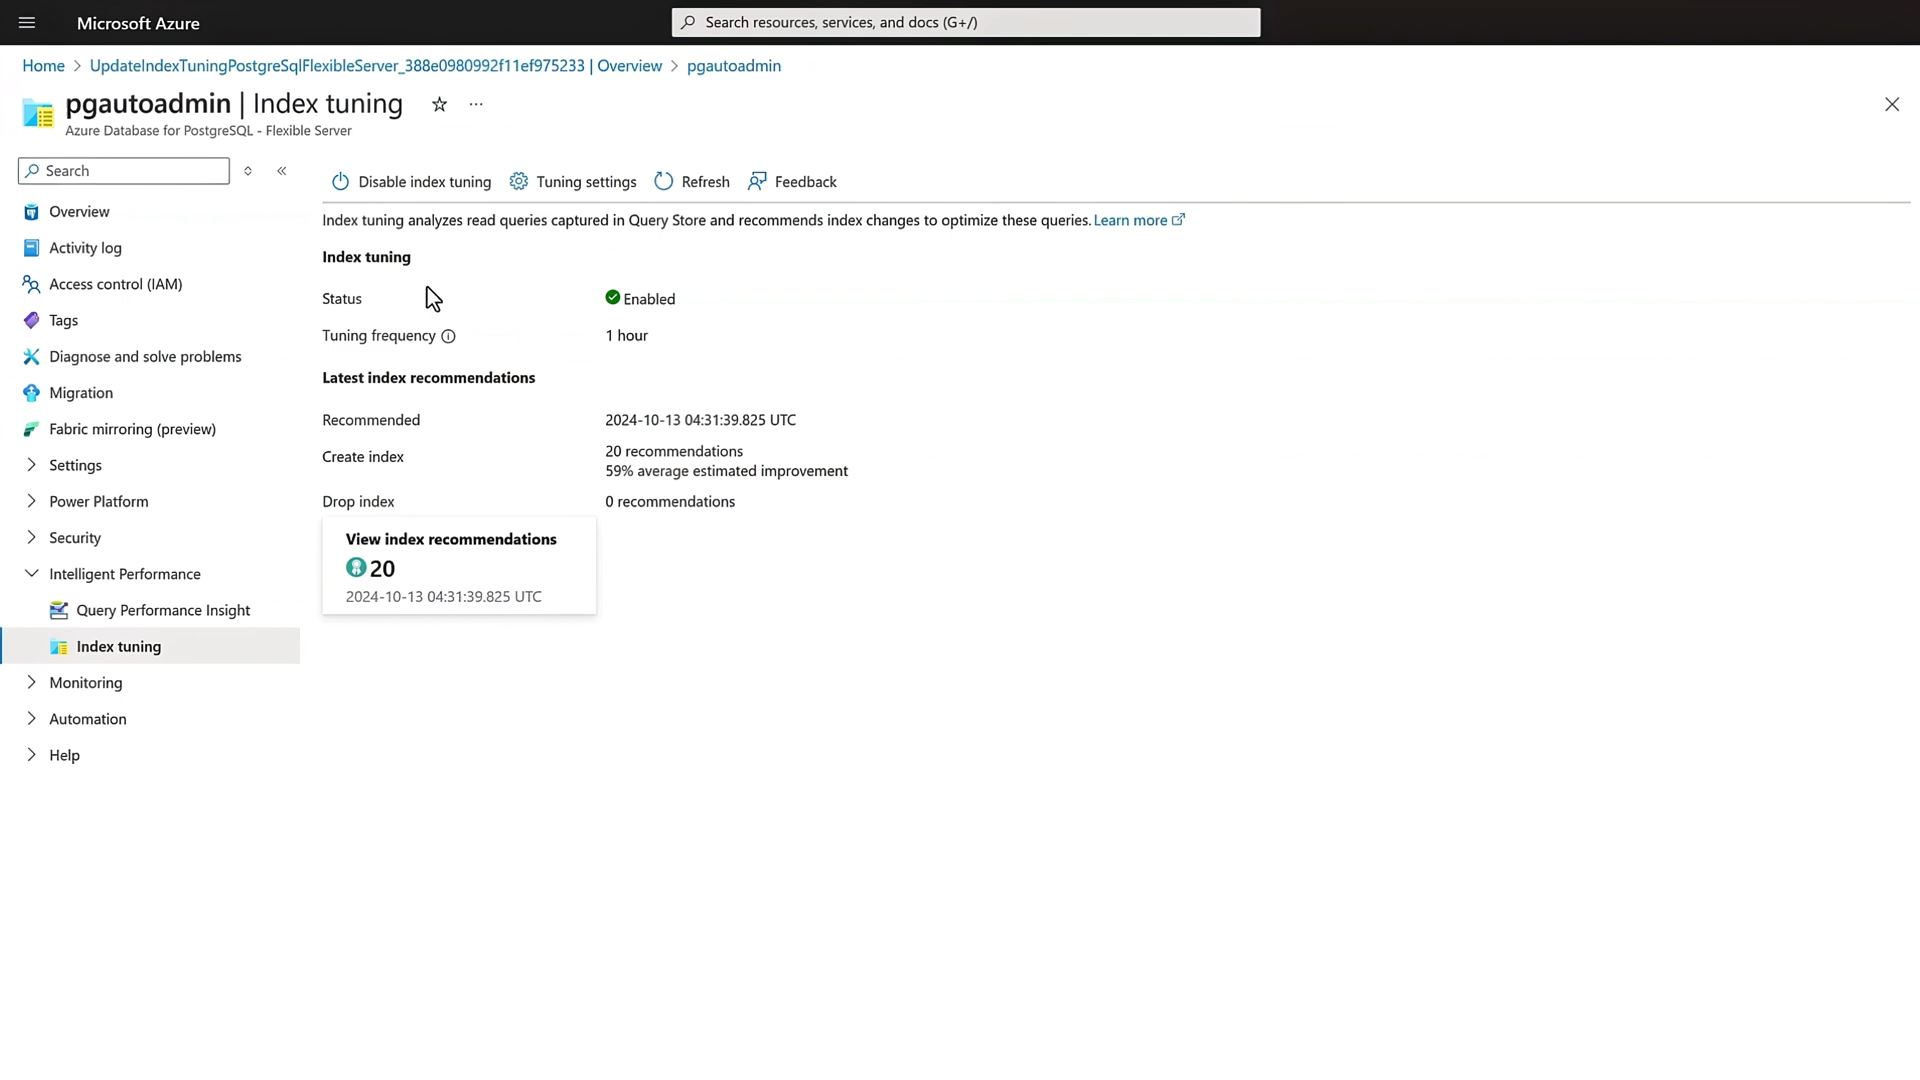 Microsoft Azure
Search resources, services, and docs (G+/)
Home > UpdateIndexTuningPostgreSqlFlexibleServer_388e0980992f11ef975233 | Overview > pgautoadmin
pgautoadmin | Index tuning
Azure Database for PostgreSQL - Flexible Server
Search
Overview
Activity log
Access control (IAM)
Tags
Diagnose and solve problems
Migration
Fabric mirroring (preview)
Settings
Power Platform
Security
Intelligent Performance
Query Performance Insight
Index tuning
Monitoring
Automation
Help
Disable index tuning Tuning settings Refresh Feedback
Index tuning analyzes read queries captured in Query Store and recommends index changes to optimize these queries. Learn more
Index tuning
Status Enabled
Tuning frequency 1 hour
Latest index recommendations
Recommended 2024-10-13 04:31:39.825 UTC
Create index 20 recommendations
59% average estimated improvement
Drop index 0 recommendations
View index recommendations
20
2024-10-13 04:31:39.825 UTC